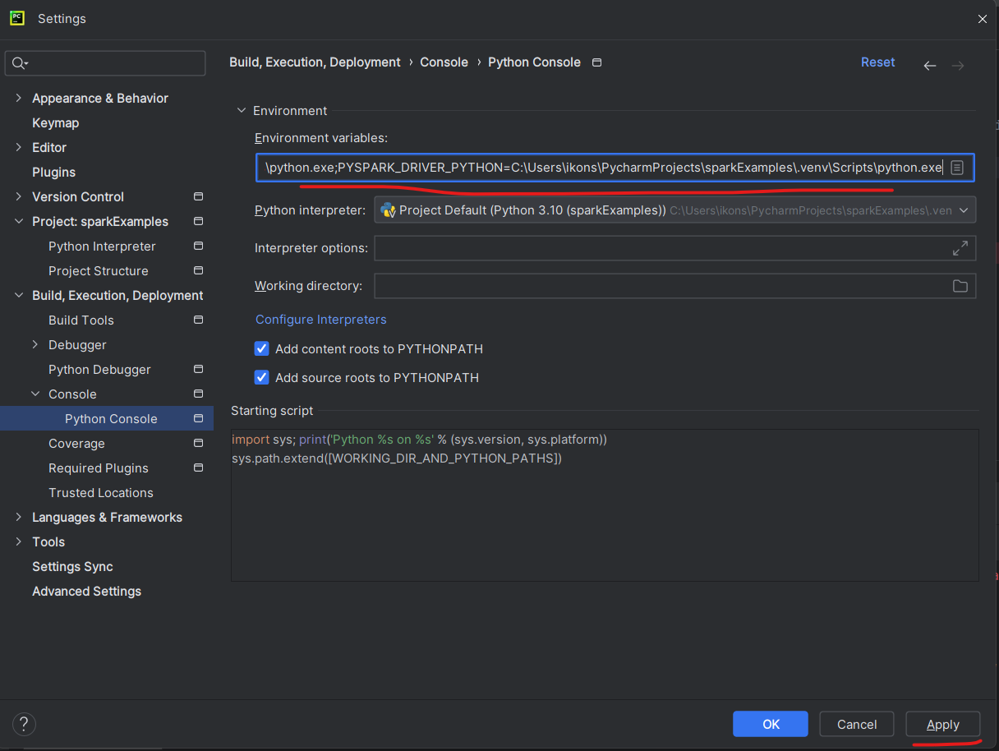 PC
Settings
Build, Execution, Deployment › Console › Python Console
Reset
Appearance & Behavior
Keymap
Editor
Plugins
Version Control
Project: sparkExamples
Python Interpreter
Project Structure
Build, Execution, Deployment
Build Tools
Debugger
Python Debugger
Console
Python Console
Coverage
Required Plugins
Trusted Locations
Languages & Frameworks
Tools
Settings Sync
Advanced Settings
Environment
Environment variables:
\python.exe;PYSPARK_DRIVER_PYTHON=C:\Users\ikons\PycharmProjects\sparkExamples\.venv\Scripts\python.exe
Python interpreter: Project Default (Python 3.10 (sparkExamples)) C:\Users\ikons\PycharmProjects\sparkExamples\.ven
Interpreter options:
Working directory:
Configure Interpreters
Add content roots to PYTHONPATH
Add source roots to PYTHONPATH
Starting script
import sys; print('Python %s on %s' % (sys.version, sys.platform))
sys.path.extend([WORKING_DIR_AND_PYTHON_PATHS])
?
OK
Cancel
Apply